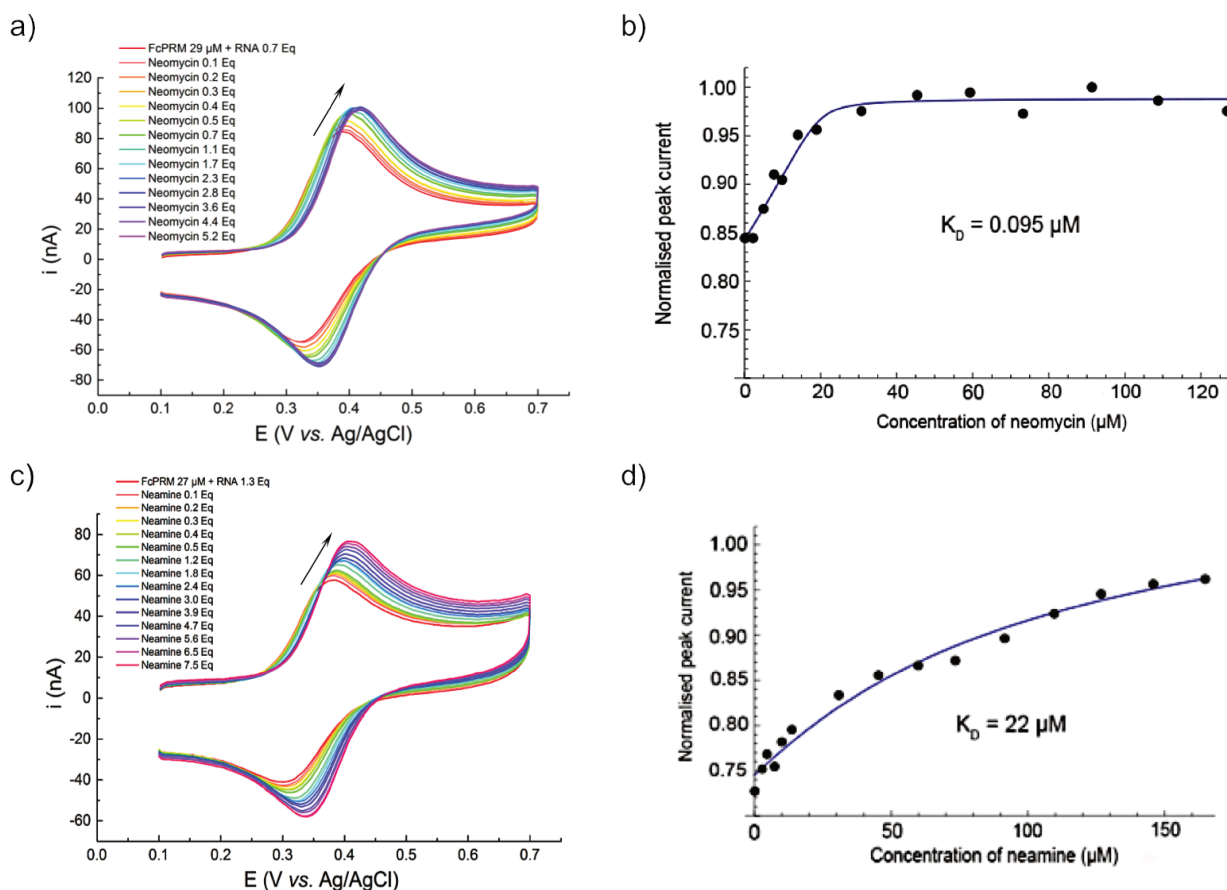 a)
FcPRM 29 µM + RNA 0.7 Eq
Neomycin 0.1 Eq
Neomycin 0.2 Eq
Neomycin 0.3 Eq
Neomycin 0.4 Eq
Neomycin 0.5 Eq
Neomycin 0.7 Eq
Neomycin 1.1 Eq
Neomycin 1.7 Eq
Neomycin 2.3 Eq
Neomycin 2.8 Eq
Neomycin 3.6 Eq
Neomycin 4.4 Eq
Neomycin 5.2 Eq
i (nA)
120
100
80
60
40
20
0
-20
-40
-60
-80
0.0 0.1 0.2 0.3 0.4 0.5 0.6 0.7
E (V vs. Ag/AgCl)
b)
Normalised peak current
1.00
0.95
0.90
0.85
0.80
0.75
K_D = 0.095 µM
0 20 40 60 80 100 120
Concentration of neomycin (µM)
c)
FcPRM 27 µM + RNA 1.3 Eq
Neamine 0.1 Eq
Neamine 0.2 Eq
Neamine 0.3 Eq
Neamine 0.4 Eq
Neamine 0.5 Eq
Neamine 1.2 Eq
Neamine 1.8 Eq
Neamine 2.4 Eq
Neamine 3.0 Eq
Neamine 3.9 Eq
Neamine 4.7 Eq
Neamine 5.6 Eq
Neamine 6.5 Eq
Neamine 7.5 Eq
i (nA)
80
60
40
20
0
-20
-40
-60
0.0 0.1 0.2 0.3 0.4 0.5 0.6 0.7
E (V vs. Ag/AgCl)
d)
Normalised peak current
1.00
0.95
0.90
0.85
0.80
0.75
K_D = 22 µM
0 50 100 150
Concentration of neamine (µM)